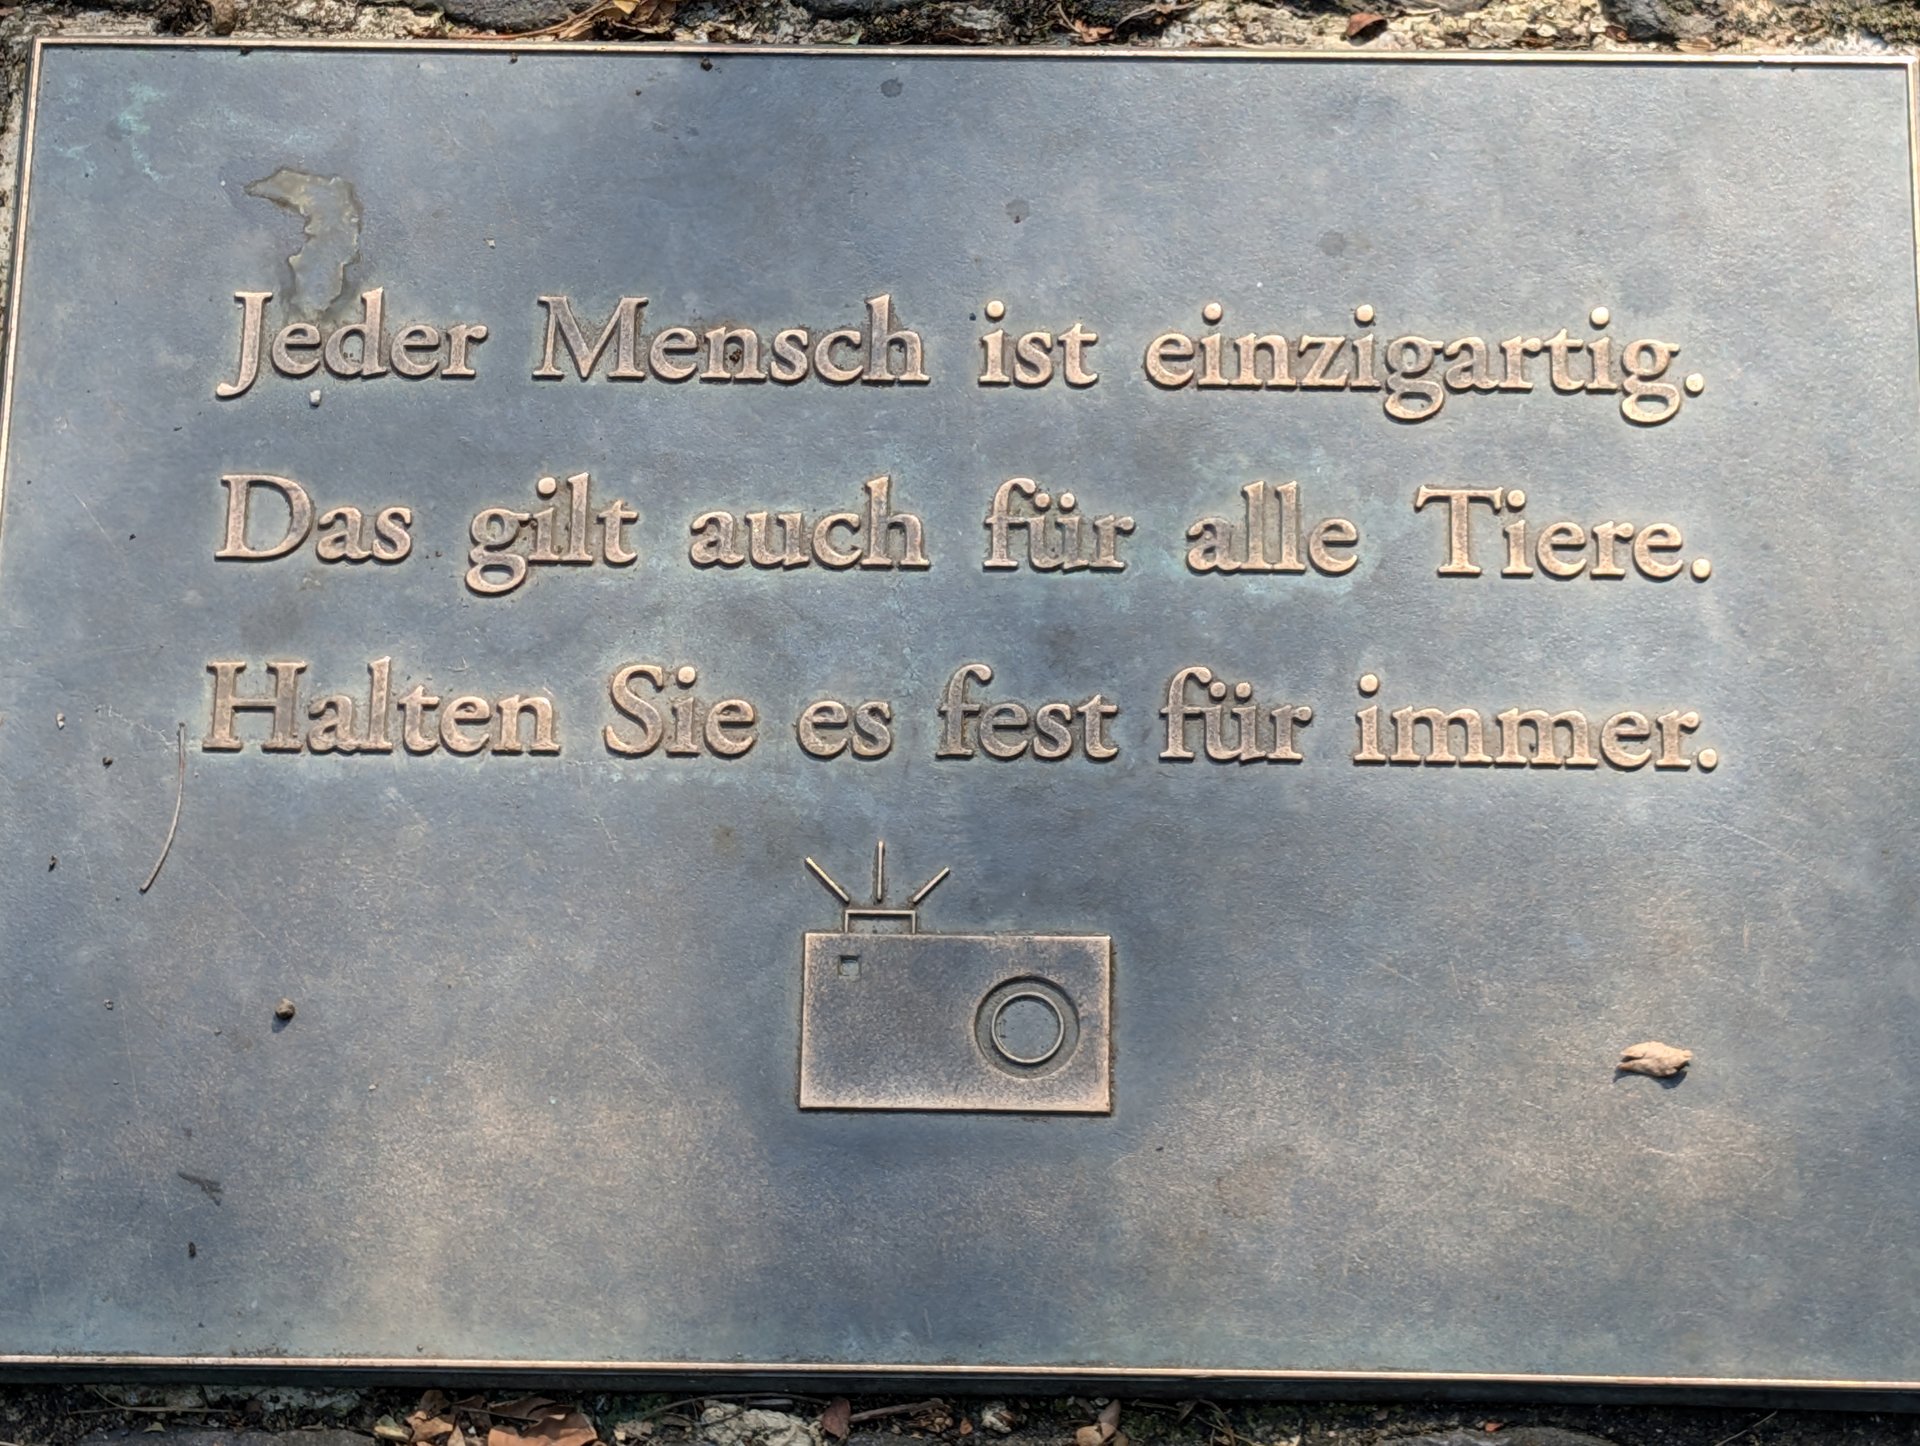 Jeder Mensch ist einzigartig.
Das gilt auch für alle Tiere.
Halten Sie es fest für immer.